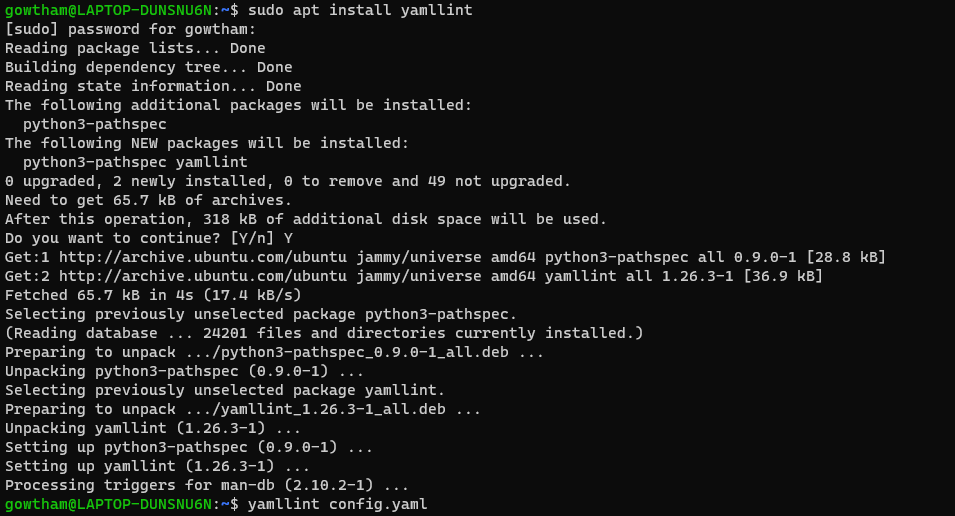 gowtham@LAPTOP-DUNSNU6N:~$ sudo apt install yamllint
[sudo] password for gowtham:
Reading package lists... Done
Building dependency tree... Done
Reading state information... Done
The following additional packages will be installed:
  python3-pathspec
The following NEW packages will be installed:
  python3-pathspec yamllint
0 upgraded, 2 newly installed, 0 to remove and 49 not upgraded.
Need to get 65.7 kB of archives.
After this operation, 318 kB of additional disk space will be used.
Do you want to continue? [Y/n] Y
Get:1 http://archive.ubuntu.com/ubuntu jammy/universe amd64 python3-pathspec all 0.9.0-1 [28.8 kB]
Get:2 http://archive.ubuntu.com/ubuntu jammy/universe amd64 yamllint all 1.26.3-1 [36.9 kB]
Fetched 65.7 kB in 4s (17.4 kB/s)
Selecting previously unselected package python3-pathspec.
(Reading database ... 24201 files and directories currently installed.)
Preparing to unpack .../python3-pathspec_0.9.0-1_all.deb ...
Unpacking python3-pathspec (0.9.0-1) ...
Selecting previously unselected package yamllint.
Preparing to unpack .../yamllint_1.26.3-1_all.deb ...
Unpacking yamllint (1.26.3-1) ...
Setting up python3-pathspec (0.9.0-1) ...
Setting up yamllint (1.26.3-1) ...
Processing triggers for man-db (2.10.2-1) ...
gowtham@LAPTOP-DUNSNU6N:~$ yamllint config.yaml